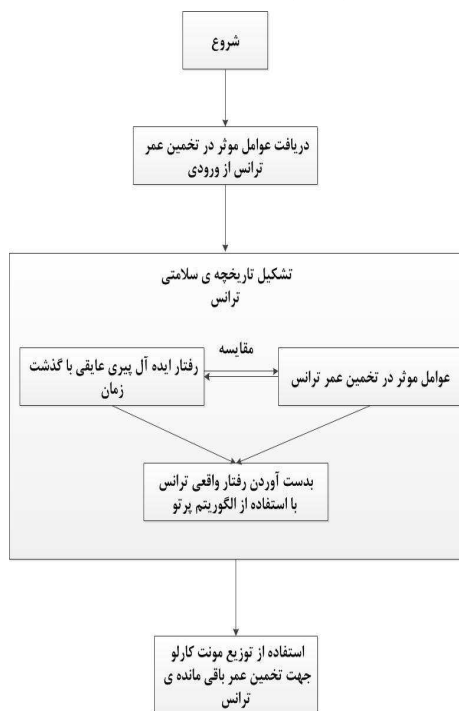 شروع
دریافت عوامل موثر در تخمین عمر
ترانس از ورودی
تشکیل تاریخچه ی سلامتی
ترانس
مقایسه
عوامل موثر در تخمین عمر ترانس
رفتار ایده آل پیری عایقی با گذشت
زمان
بدست آوردن رفتار واقعی ترانس
با استفاده از الگوریتم پرتو
استفاده از توزیع مونت کارلو
جهت تخمین عمر باقی مانده ی
ترانس